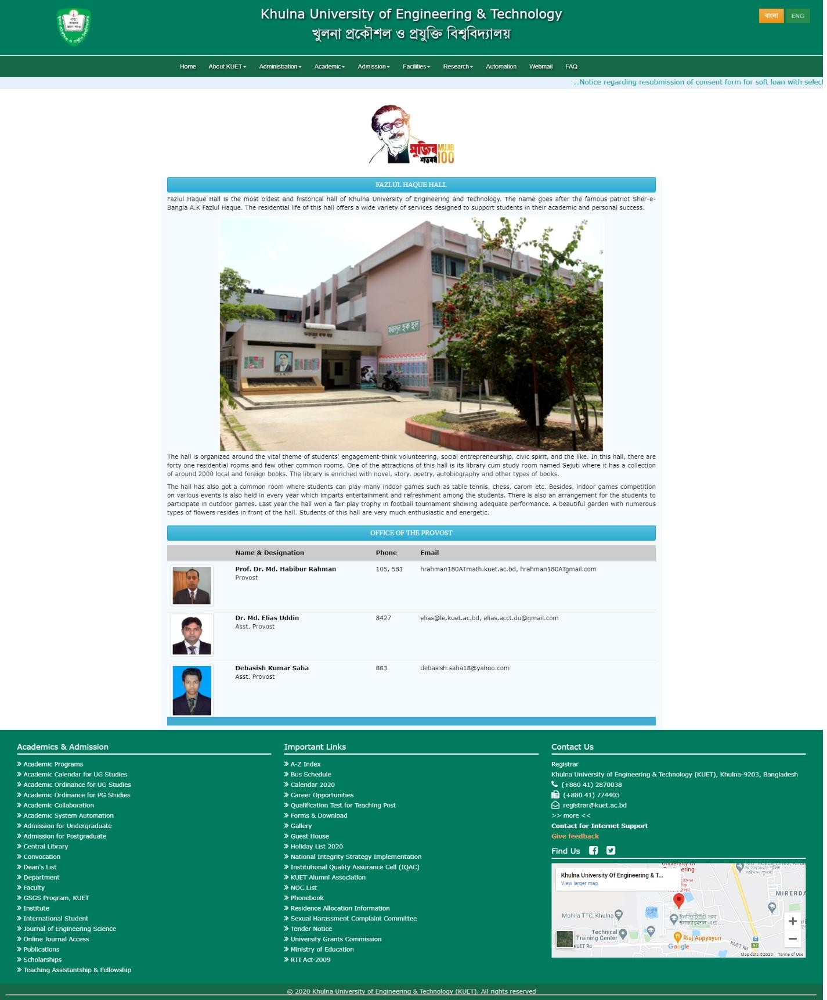 Khulna University of Engineering & Technology
খুলনা প্রকৌশল ও প্রযুক্তি বিশ্ববিদ্যালয়
বাংলা ENG
Home About KUET Administration Academic Admission Facilities Research Automation Webmail FAQ
::Notice regarding resubmission of consent form for soft loan with select
মুজিব শতবর্ষ MUJIB 100
FAZLUL HAQUE HALL
Fazlul Haque Hall is the most oldest and historical hall of Khulna University of Engineering and Technology. The name goes after the famous patriot Sher-e-
Bangla A.K Fazlul Haque. The residential life of this hall offers a wide variety of services designed to support students in their academic and personal success.
ফজলুল হক হল
ফজলুল হক হল
The hall is organized around the vital theme of students' engagement-think volunteering, social entrepreneurship, civic spirit, and the like. In this hall, there are
forty one residential rooms and few other common rooms. One of the attractions of this hall is its library cum study room named Sejuti where it has a collection
of around 2000 local and foreign books. The library is enriched with novel, story, poetry, autobiography and other types of books.
The hall has also got a common room where students can play many indoor games such as table tennis, chess, carom etc. Besides, indoor games competition
on various events is also held in every year which imparts entertainment and refreshment among the students. There is also an arrangement for the students to
participate in outdoor games. Last year the hall won a fair play trophy in football tournament showing adequate performance. A beautiful garden with numerous
types of flowers resides in front of the hall. Students of this hall are very much enthusiastic and energetic.
OFFICE OF THE PROVOST
Name & Designation Phone Email
Prof. Dr. Md. Habibur Rahman 105, 581 hrahman180ATmath.kuet.ac.bd, hrahman180ATgmail.com
Provost
Dr. Md. Elias Uddin 8427 elias@le.kuet.ac.bd, elias.acct.du@gmail.com
Asst. Provost
Debasish Kumar Saha 883 debasish.saha18@yahoo.com
Asst. Provost
Academics & Admission
» Academic Programs
» Academic Calendar for UG Studies
» Academic Ordinance for UG Studies
» Academic Ordinance for PG Studies
» Academic Collaboration
» Academic System Automation
» Admission for Undergraduate
» Admission for Postgraduate
» Central Library
» Convocation
» Dean's List
» Department
» Faculty
» GSGS Program, KUET
» Institute
» International Student
» Journal of Engineering Science
» Online Journal Access
» Publications
» Scholarships
» Teaching Assistantship & Fellowship
Important Links
» A-Z Index
» Bus Schedule
» Calendar 2020
» Career Opportunities
» Qualification Test for Teaching Post
» Forms & Download
» Gallery
» Guest House
» Holiday List 2020
» National Integrity Strategy Implementation
» Institutional Quality Assurance Cell (IQAC)
» KUET Alumni Association
» NOC List
» Phonebook
» Residence Allocation Information
» Sexual Harassment Complaint Committee
» Tender Notice
» University Grants Commission
» Ministry of Education
» RTI Act-2009
Contact Us
Registrar
Khulna University of Engineering & Technology (KUET), Khulna-9203, Bangladesh
(+880 41) 2870038
(+880 41) 774403
registrar@kuet.ac.bd
>> more <<
Contact for Internet Support
Give feedback
Find Us
Khulna University Of Engineering & T...
View larger map
MIRERDA
Dighi
Mohila TTC, Khulna
ইনস্টিটিউট অব
Technical
Training Center
Riaj Appyayon
KUET Rd
KUET Rd
N7
Google
Map data ©2020 Terms of Use
© 2020 Khulna University of Engineering & Technology (KUET). All rights reserved